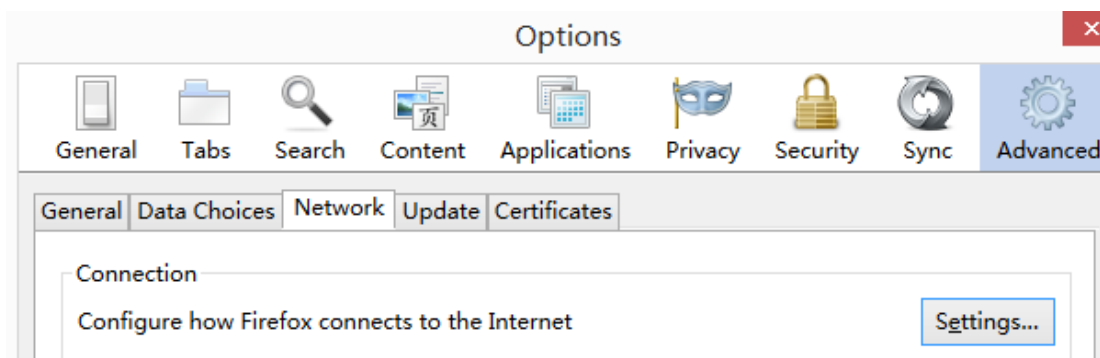 Options
General Tabs Search Content Applications Privacy Security Sync Advanced
General Data Choices Network Update Certificates
Connection
Configure how Firefox connects to the Internet Settings...